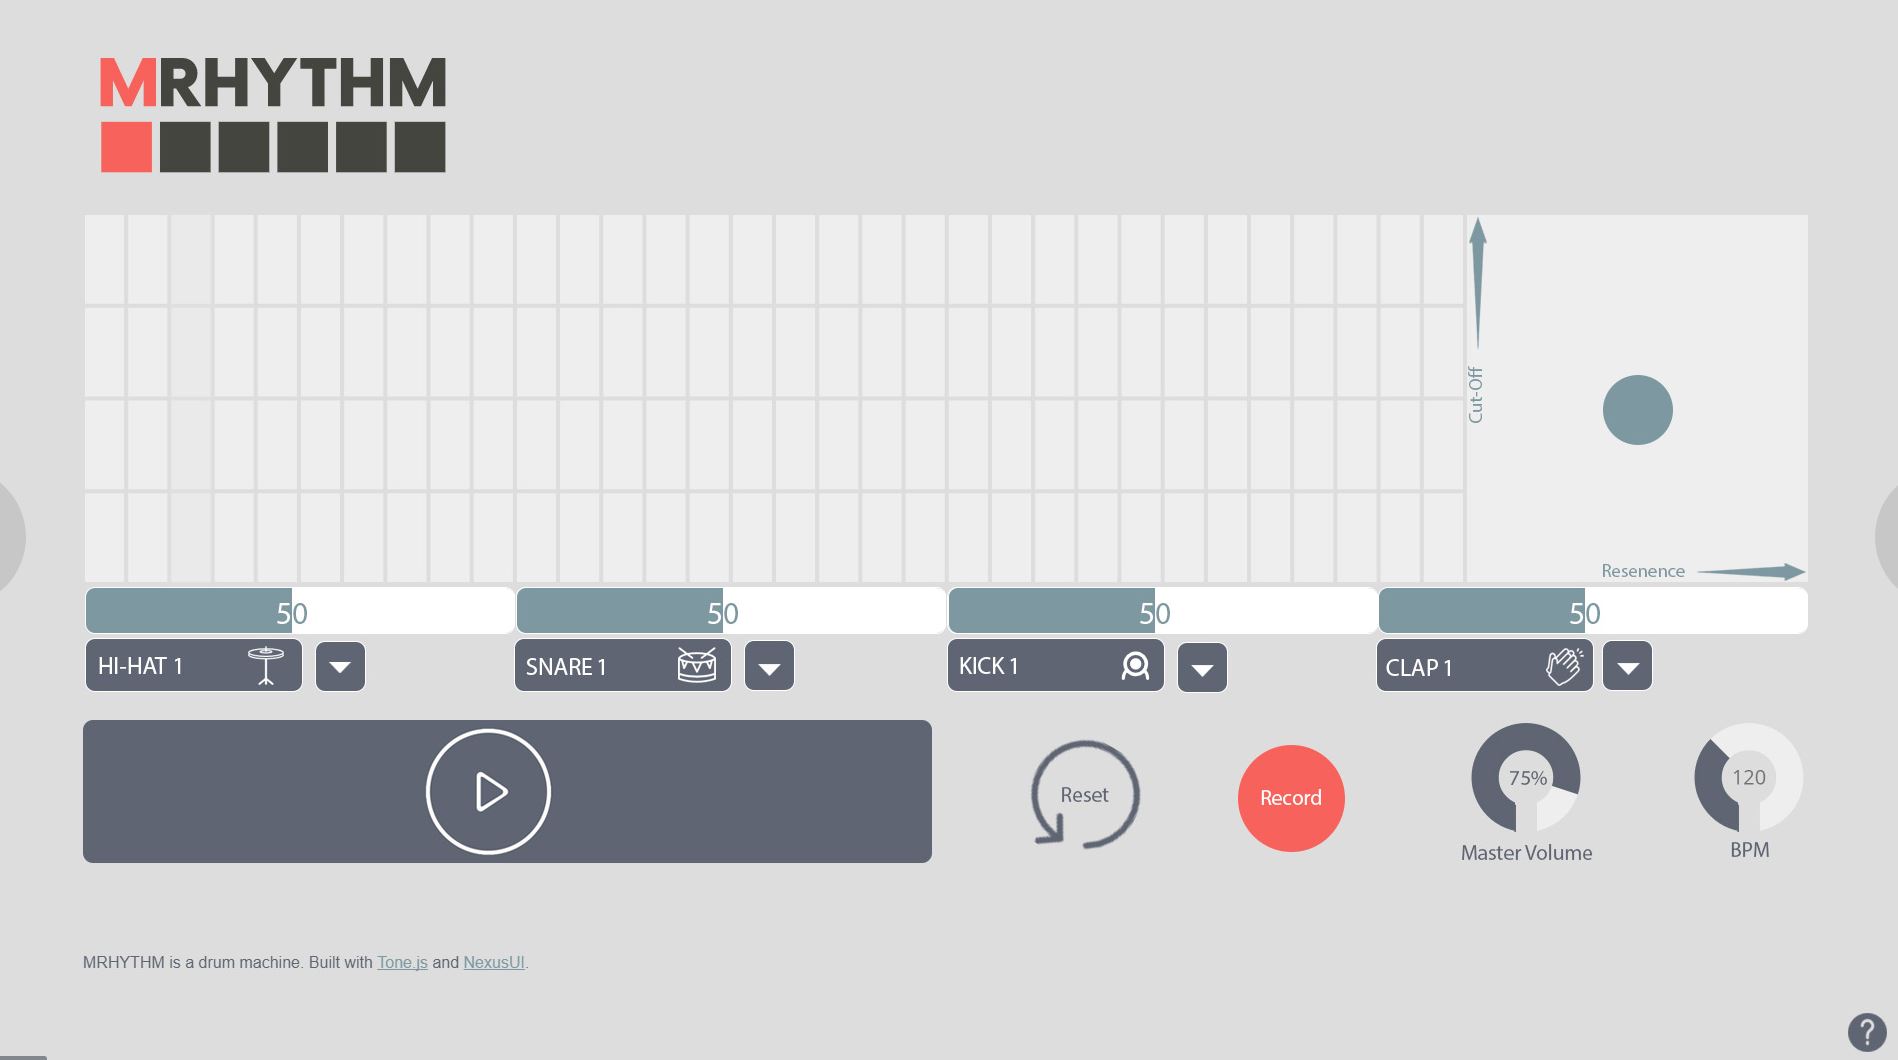 MRHYTHM
Cut-Off
Resenence
50
50
50
50
HI-HAT 1
SNARE 1
KICK 1
CLAP 1
Reset
Record
75%
Master Volume
120
BPM
MRHYTHM is a drum machine. Built with Tone.js and NexusUI.
?